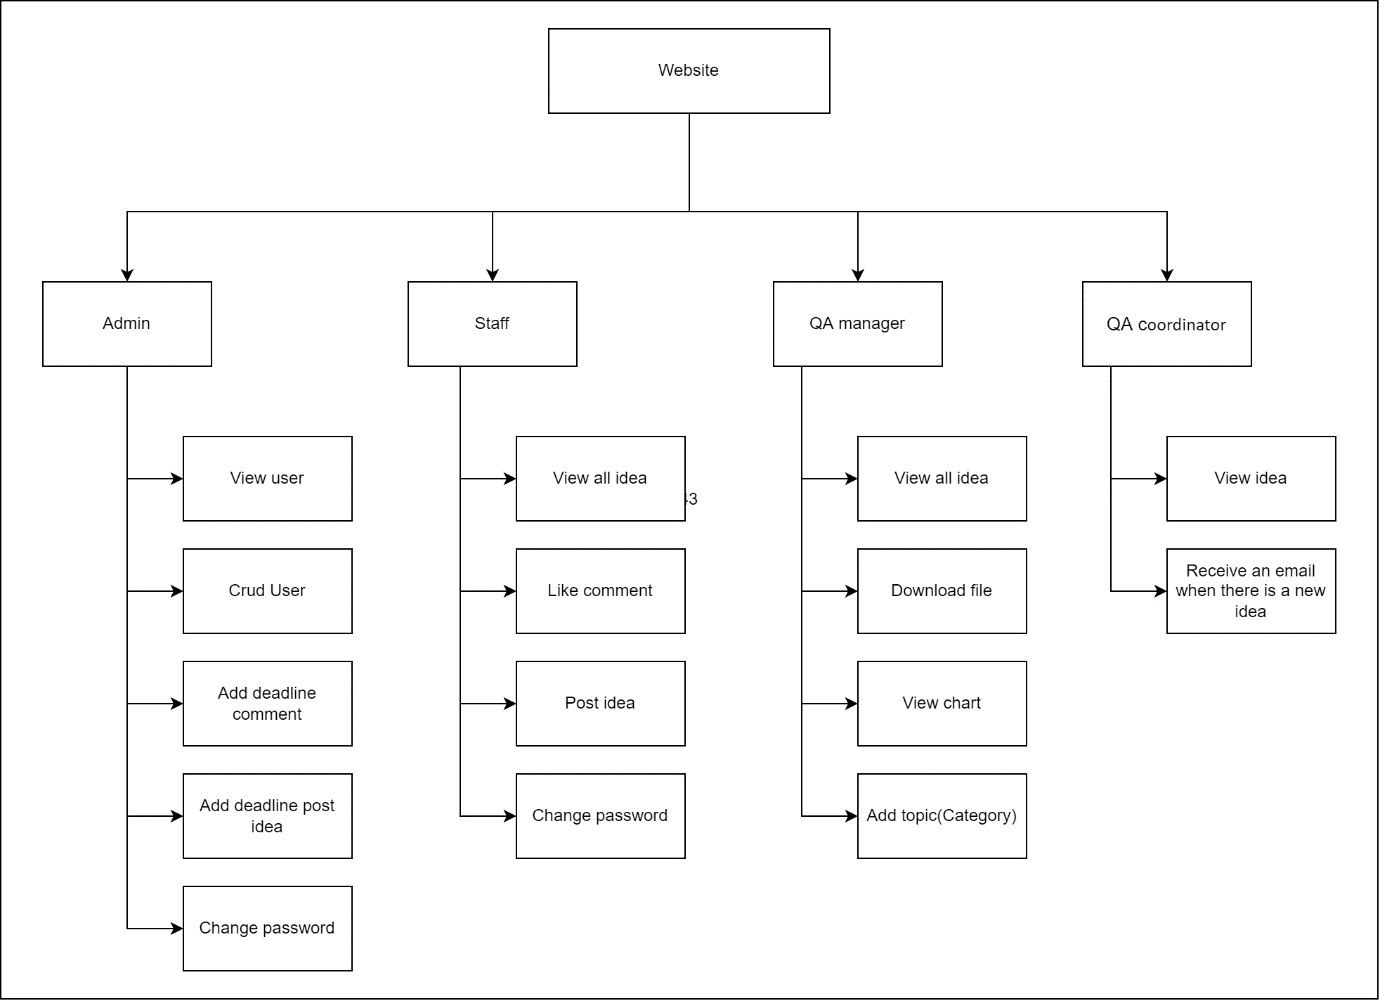 Website
Admin
Staff
QA manager
QA coordinator
View user
View all idea
View all idea
View idea
Crud User
Like comment
Download file
Receive an email
when there is a new
idea
Add deadline
comment
Post idea
View chart
Add deadline post
idea
Change password
Add topic(Category)
Change password